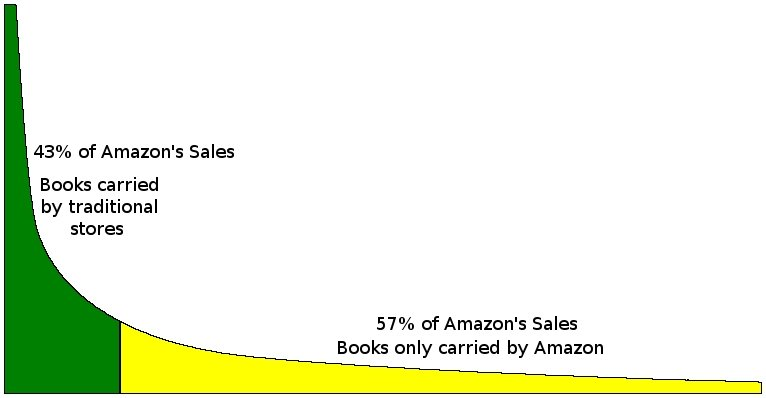 43% of Amazon's Sales
Books carried
by traditional
stores
57% of Amazon's Sales
Books only carried by Amazon